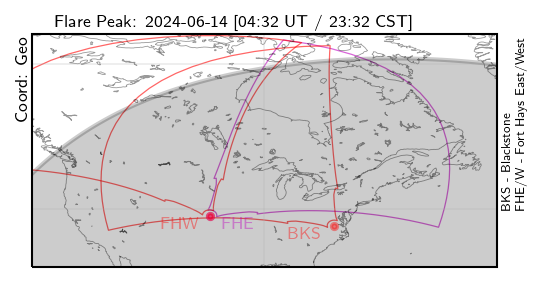 Flare Peak: 2024-06-14 [04:32 UT / 23:32 CST]
Coord: Geo
FHW
FHE
BKS
BKS - Blackstone
FHE/W - Fort Hays East/West